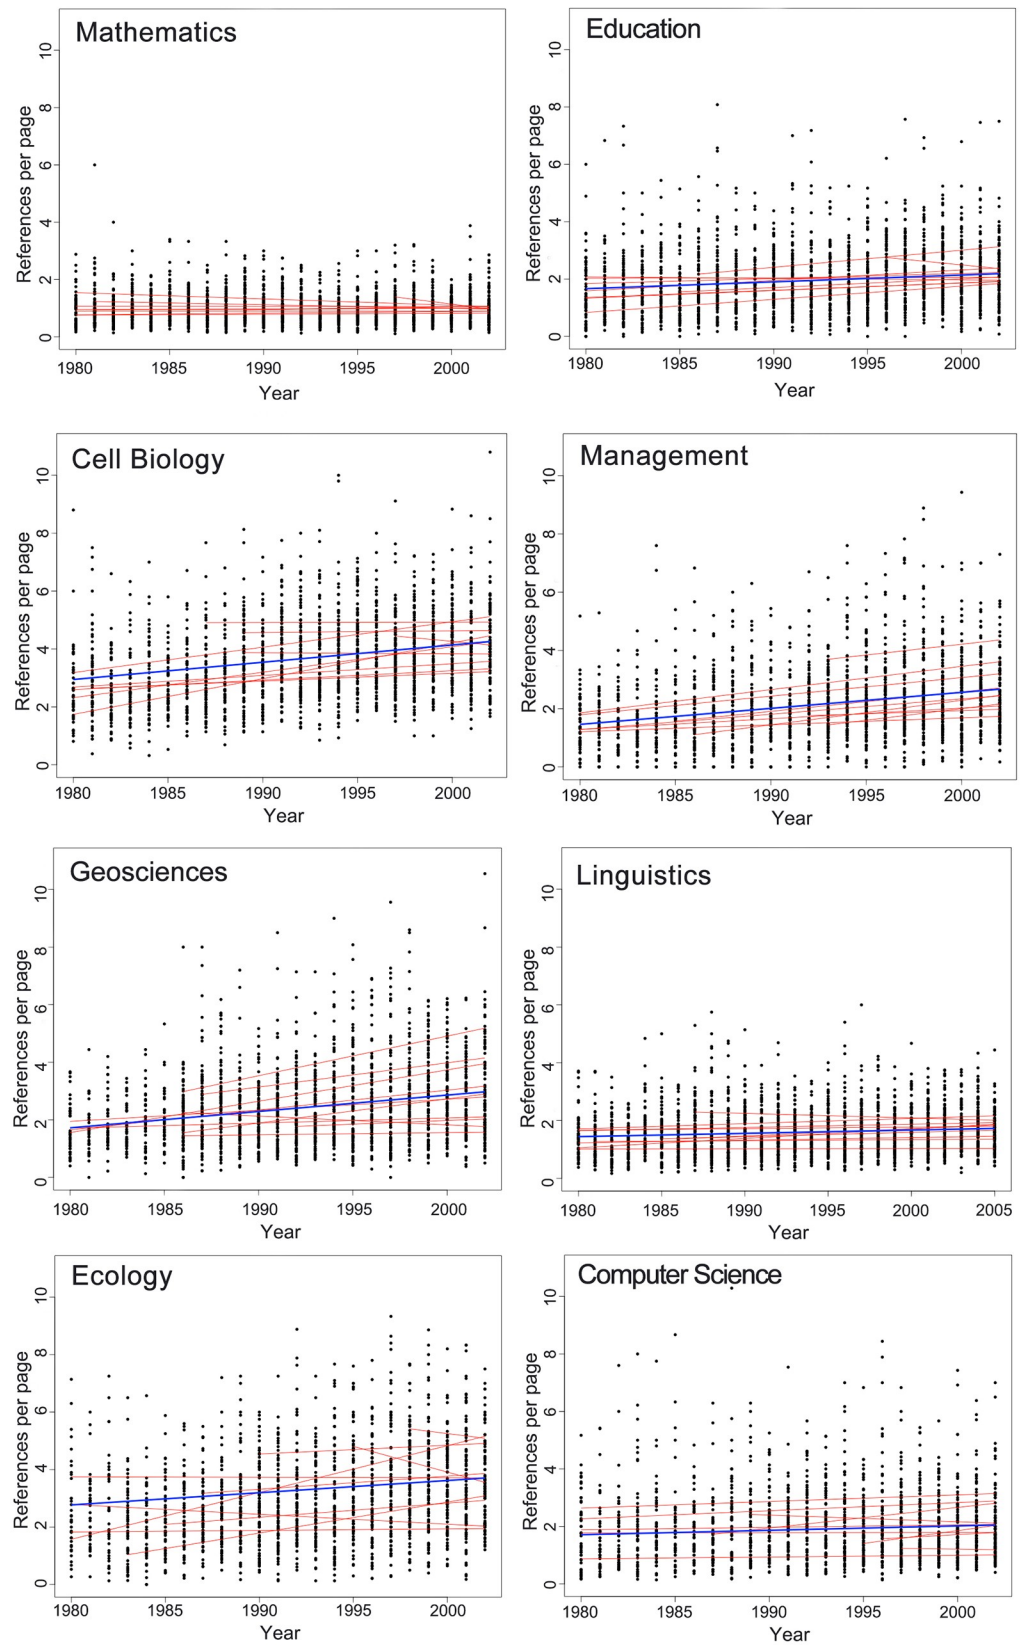 Mathematics
References per page
0 2 4 6 8 10
1980 1985 1990 1995 2000
Year
Education
References per page
0 2 4 6 8 10
1980 1985 1990 1995 2000
Year
Cell Biology
References per page
0 2 4 6 8 10
1980 1985 1990 1995 2000
Year
Management
References per page
0 2 4 6 8 10
1980 1985 1990 1995 2000
Year
Geosciences
References per page
0 2 4 6 8 10
1980 1985 1990 1995 2000
Year
Linguistics
References per page
0 2 4 6 8 10
1980 1985 1990 1995 2000 2005
Year
Ecology
References per page
0 2 4 6 8 10
1980 1985 1990 1995 2000
Year
Computer Science
References per page
0 2 4 6 8 10
1980 1985 1990 1995 2000
Year